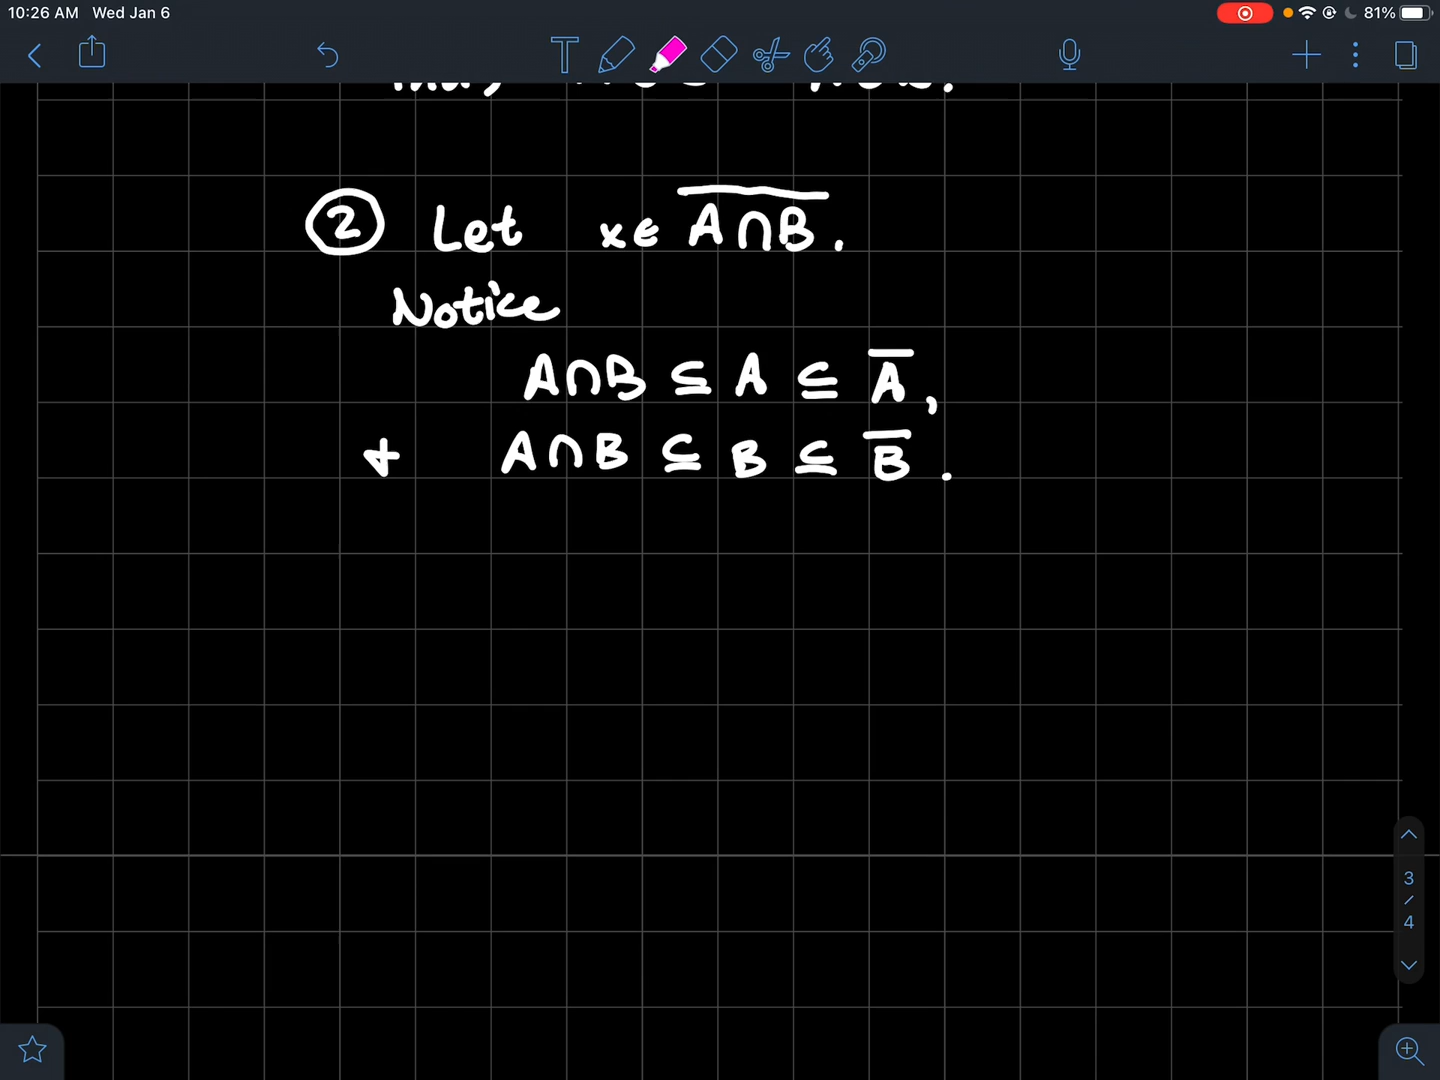 10:26 AM Wed Jan 6
81%
② Let x ∈ \overline{A∩B}.
Notice
A∩B ⊆ A ⊆ \overline{A},
+ A∩B ⊆ B ⊆ \overline{B}.
3
/
4